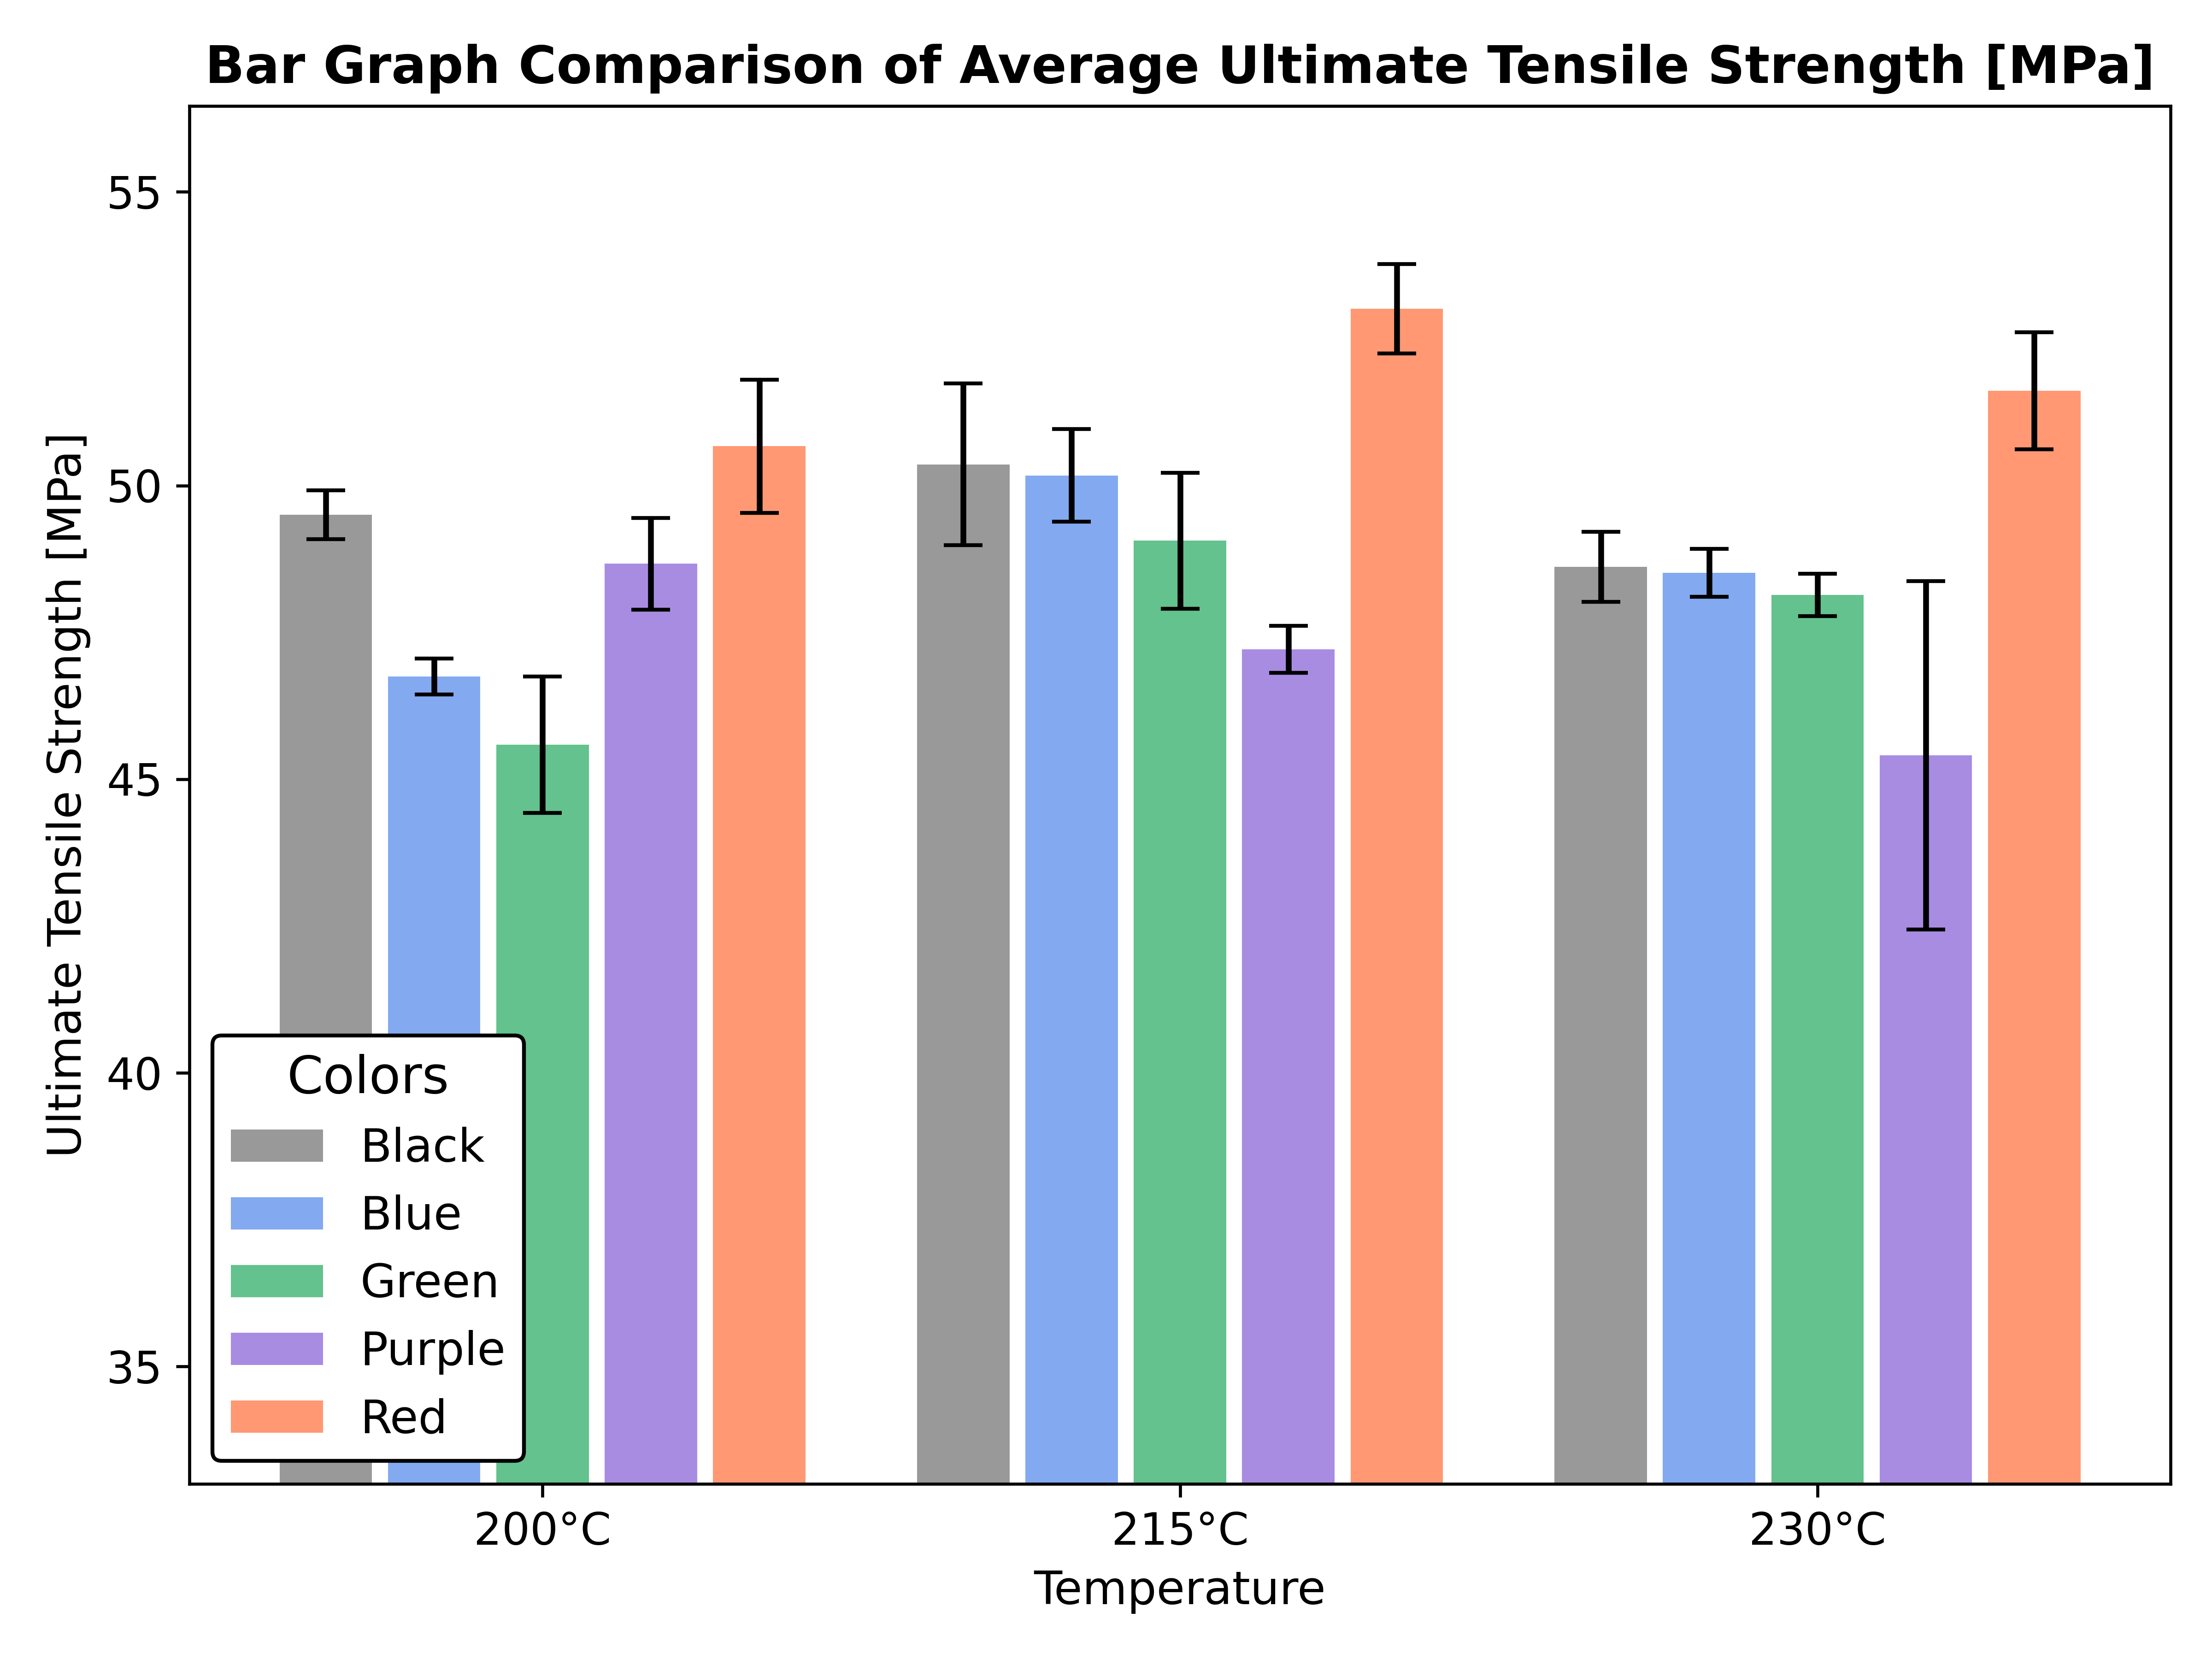 Bar Graph Comparison of Average Ultimate Tensile Strength [MPa]
Ultimate Tensile Strength [MPa]
55
50
45
40
35
Colors
Black
Blue
Green
Purple
Red
200°C
215°C
230°C
Temperature